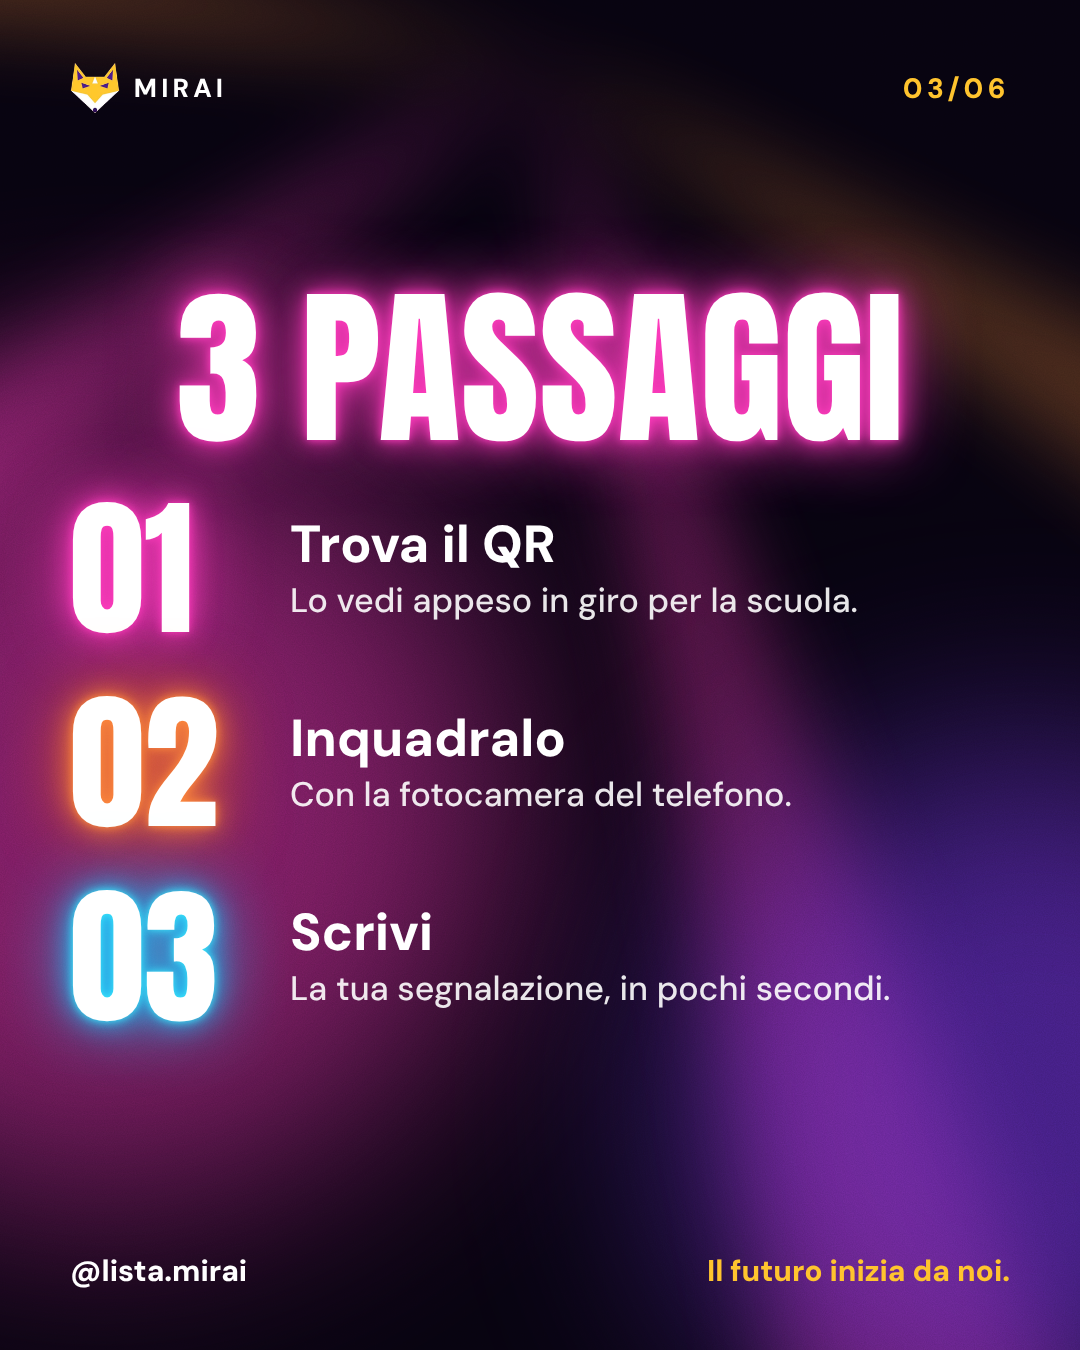 MIRAI
03/06
3 PASSAGGI
01
Trova il QR
Lo vedi appeso in giro per la scuola.
02
Inquadralo
Con la fotocamera del telefono.
03
Scrivi
La tua segnalazione, in pochi secondi.
@lista.mirai
Il futuro inizia da noi.